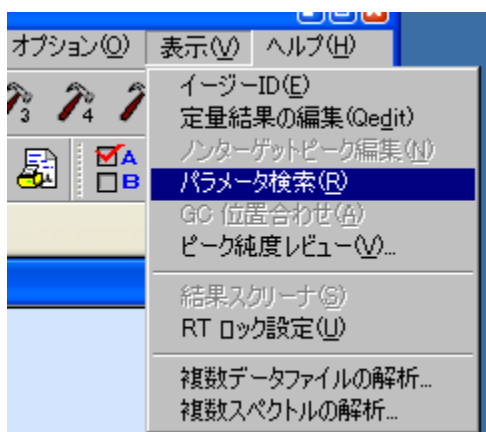 オプション(O) 表示(V) ヘルプ(H)
イージーID(E)
定量結果の編集(Qedit)
ノンターゲットピーク編集(N)
パラメータ検索(R)
GC 位置合わせ(A)
ピーク純度レビュー(V)...
結果スクリーナ(S)
RT ロック設定(U)
複数データファイルの解析...
複数スペクトルの解析...
3 4
A
B